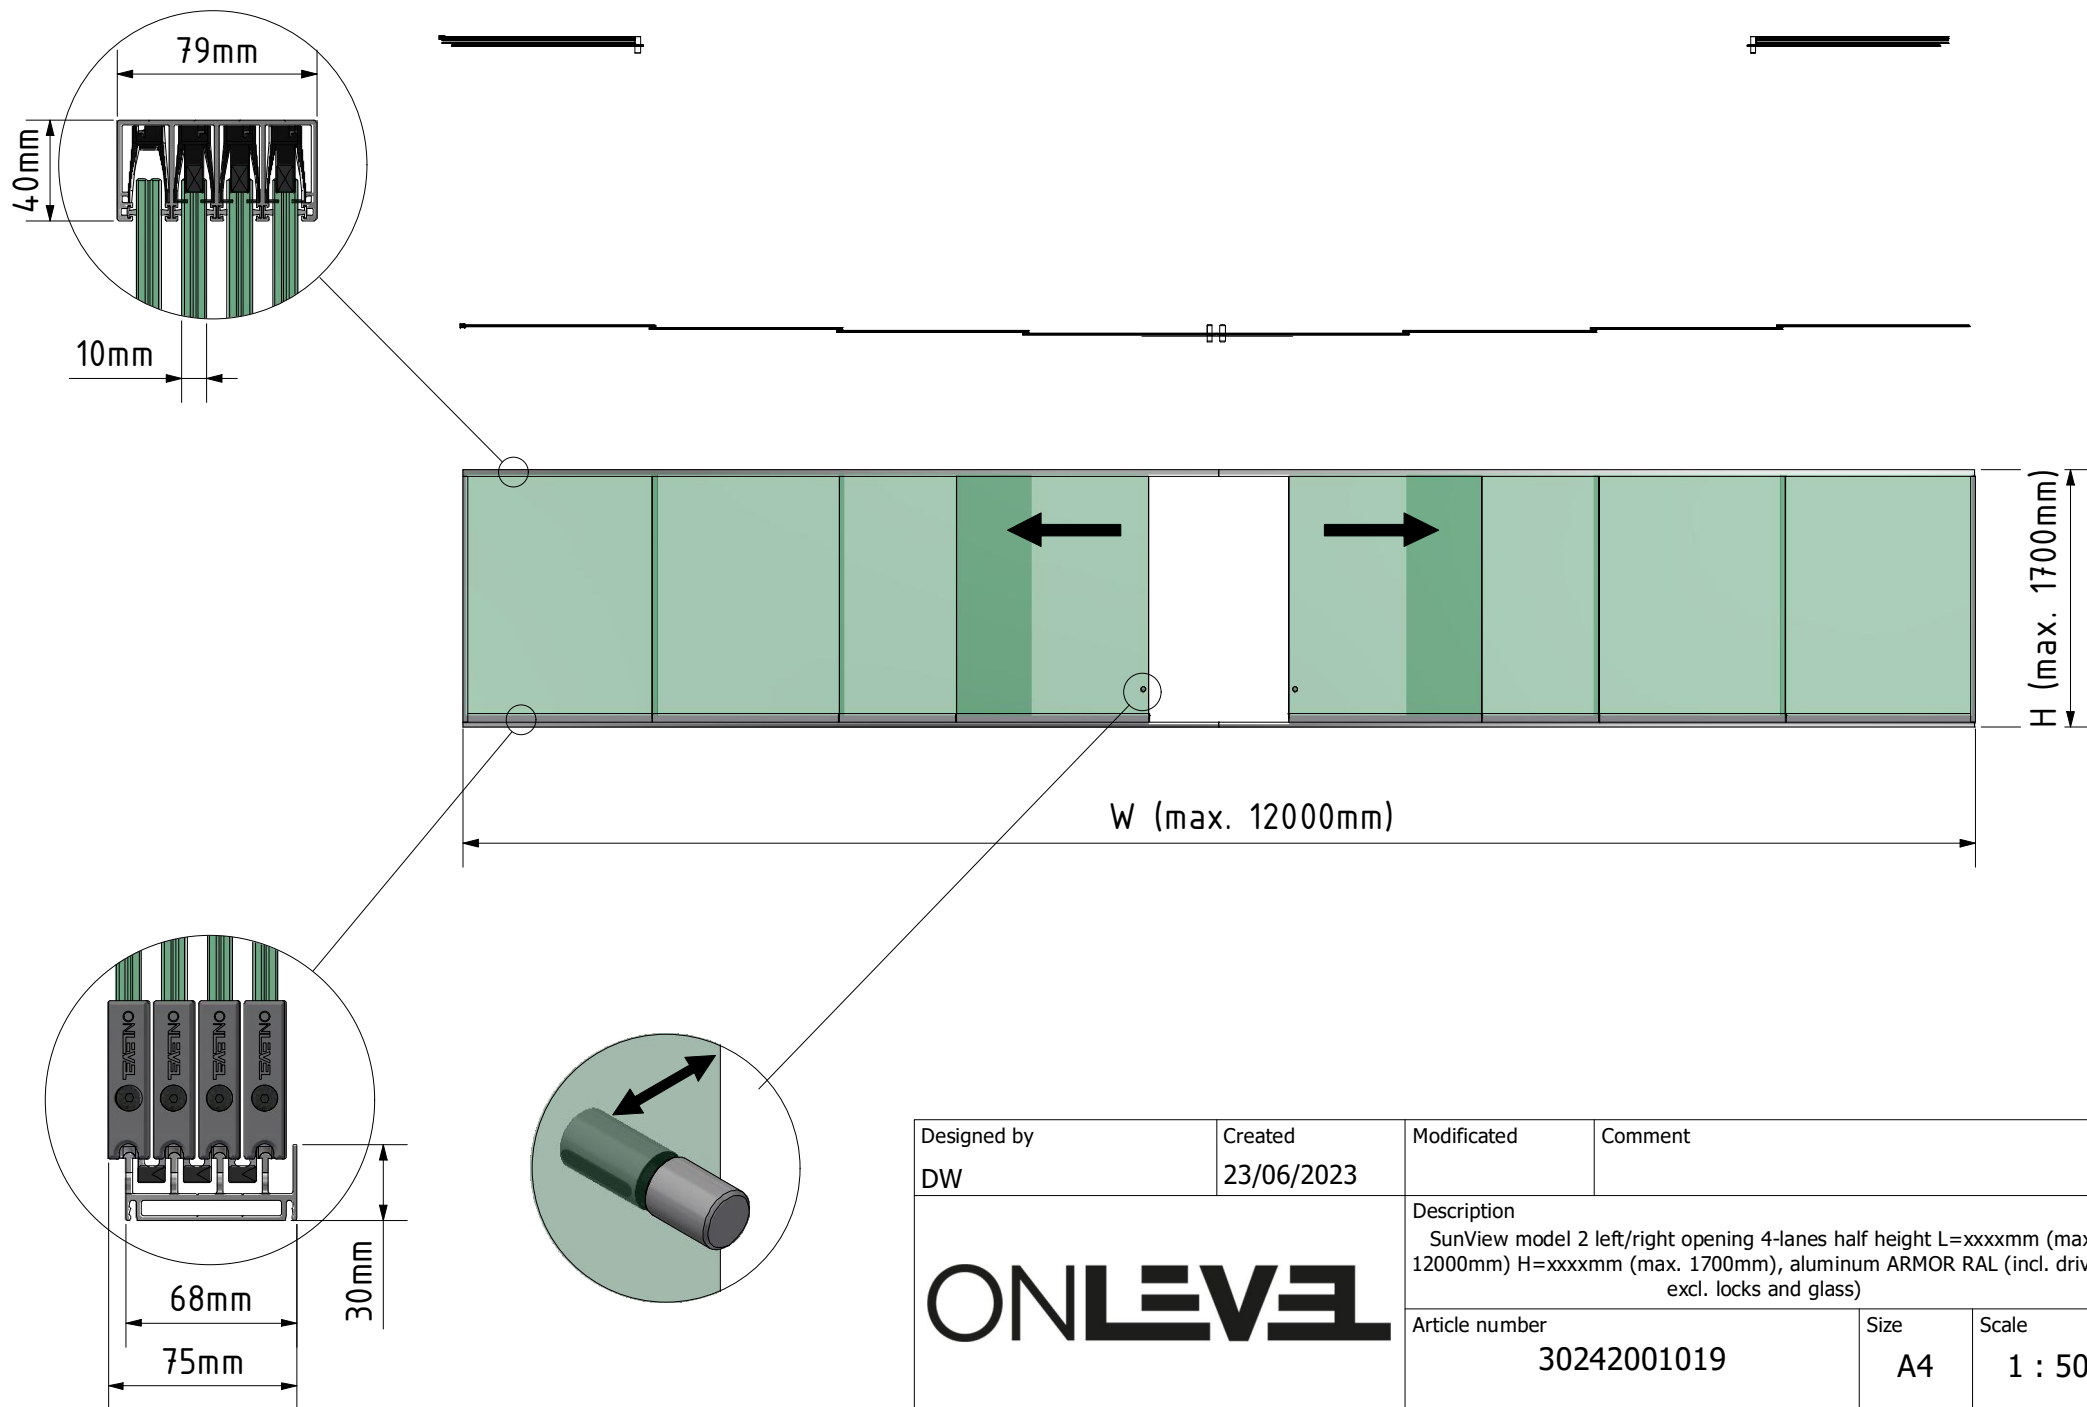 79mm
40mm
10mm
H (max. 1700mm)
W (max. 12000mm)
ONLEVEL
ONLEVEL
ONLEVEL
ONLEVEL
68mm
75mm
30mm
Designed by
DW
Created
23/06/2023
Modificated
Comment
ONLEVEL
Description
SunView model 2 left/right opening 4-lanes half height L=xxxxmm (max
12000mm) H=xxxxmm (max. 1700mm), aluminum ARMOR RAL (incl. driv
excl. locks and glass)
Article number
30242001019
Size
A4
Scale
1 : 50